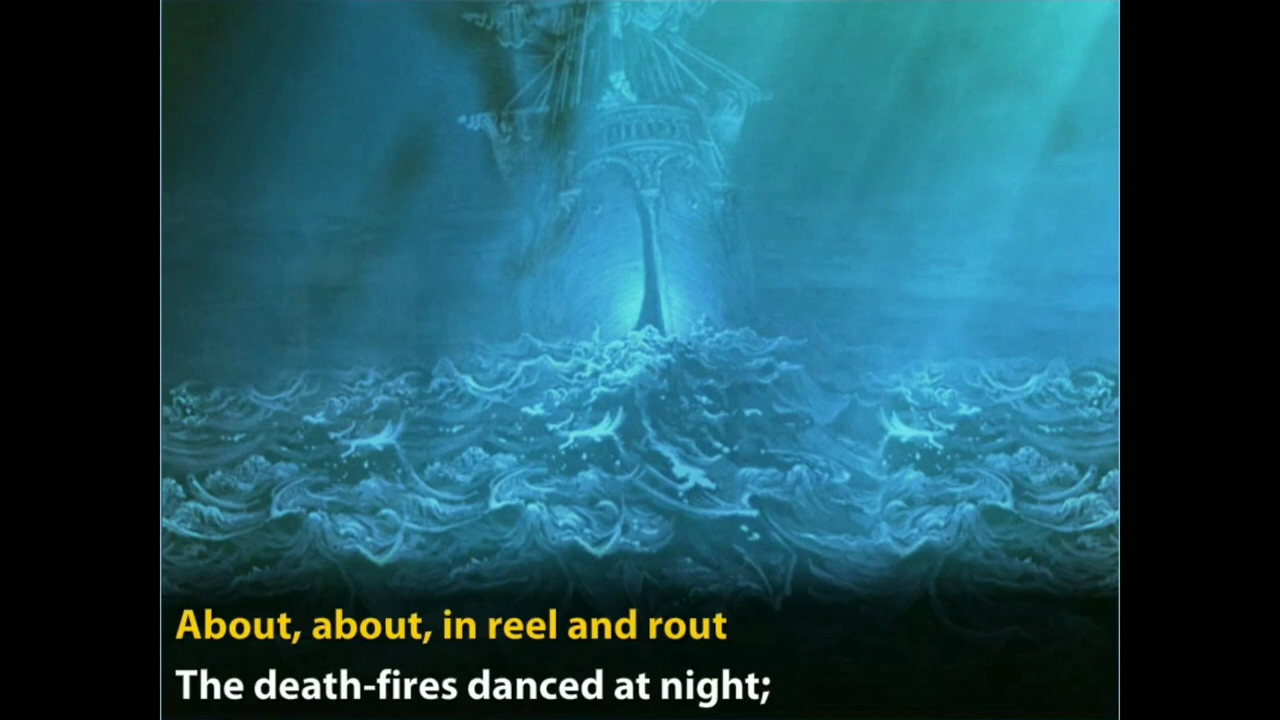 About, about, in reel and rout
The death-fires danced at night;